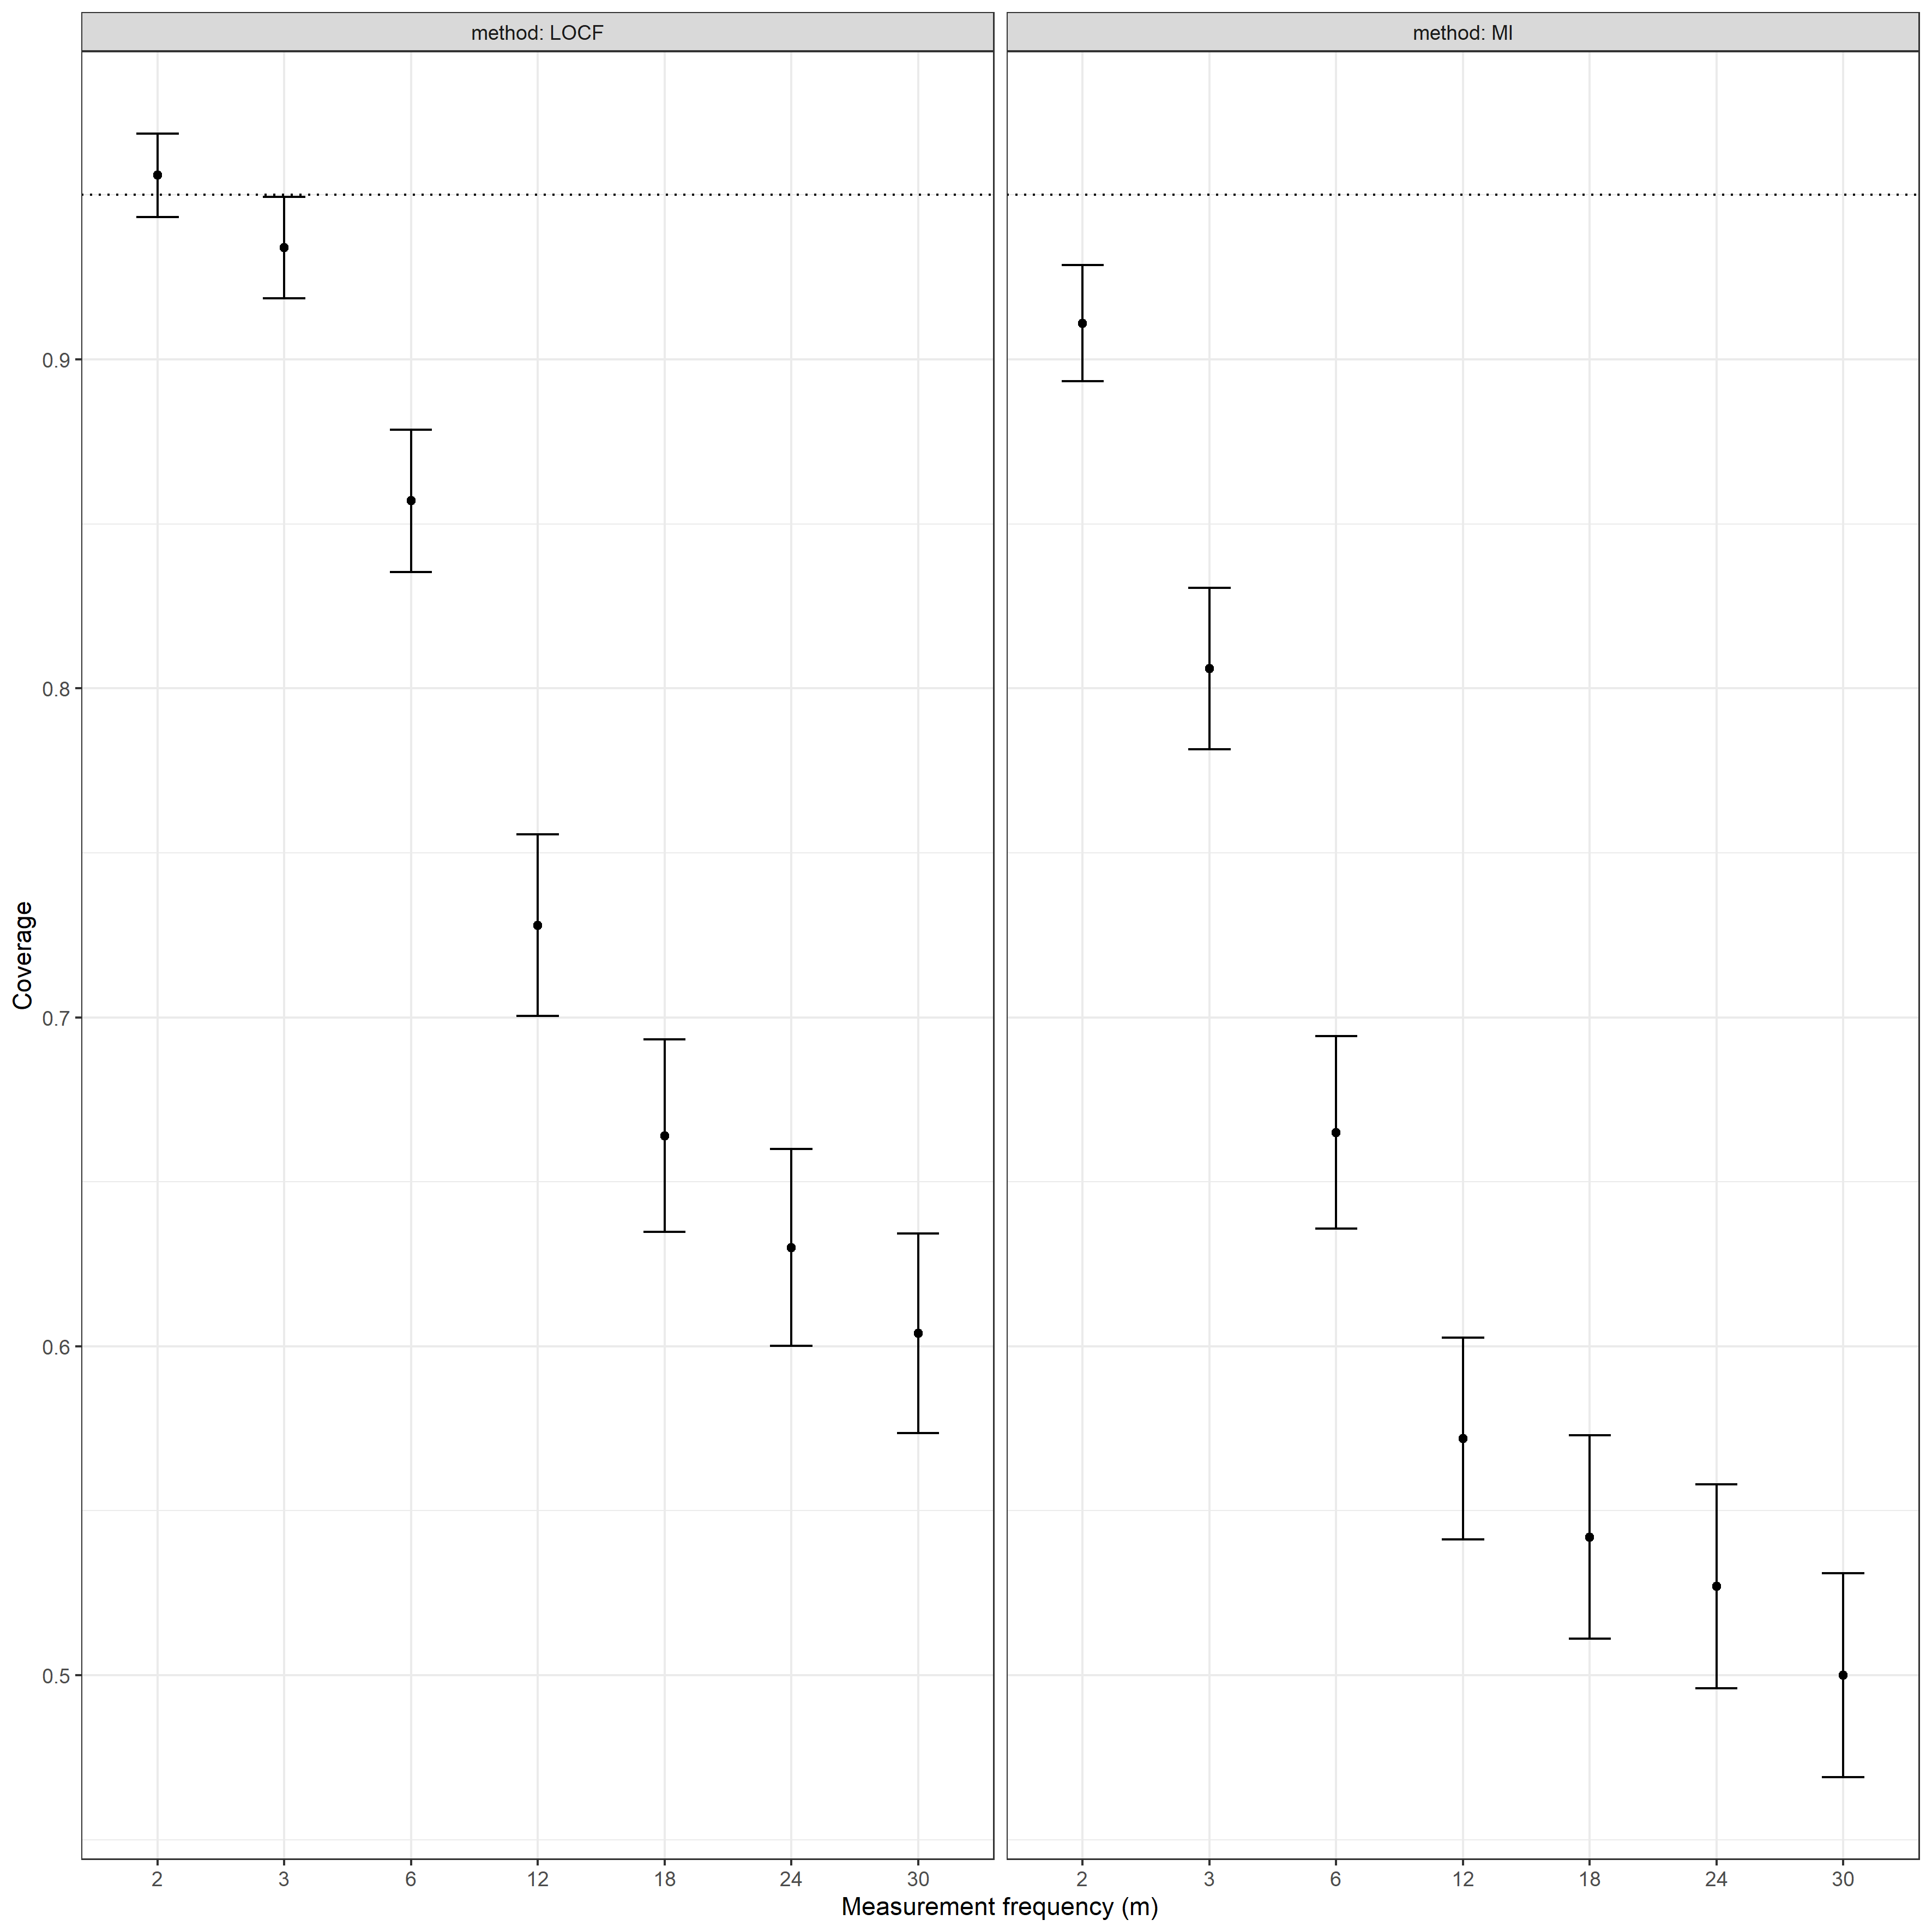 method: LOCF
method: MI
Coverage
0.9
0.8
0.7
0.6
0.5
2 3 6 12 18 24 30
2 3 6 12 18 24 30
Measurement frequency (m)